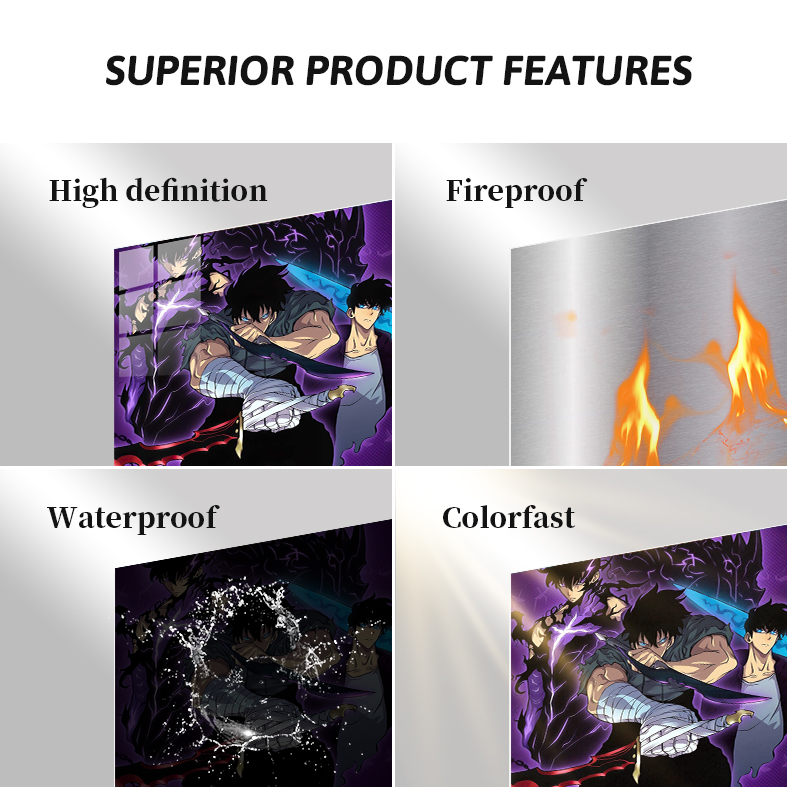 SUPERIOR PRODUCT FEATURES
High definition
Fireproof
Waterproof
Colorfast